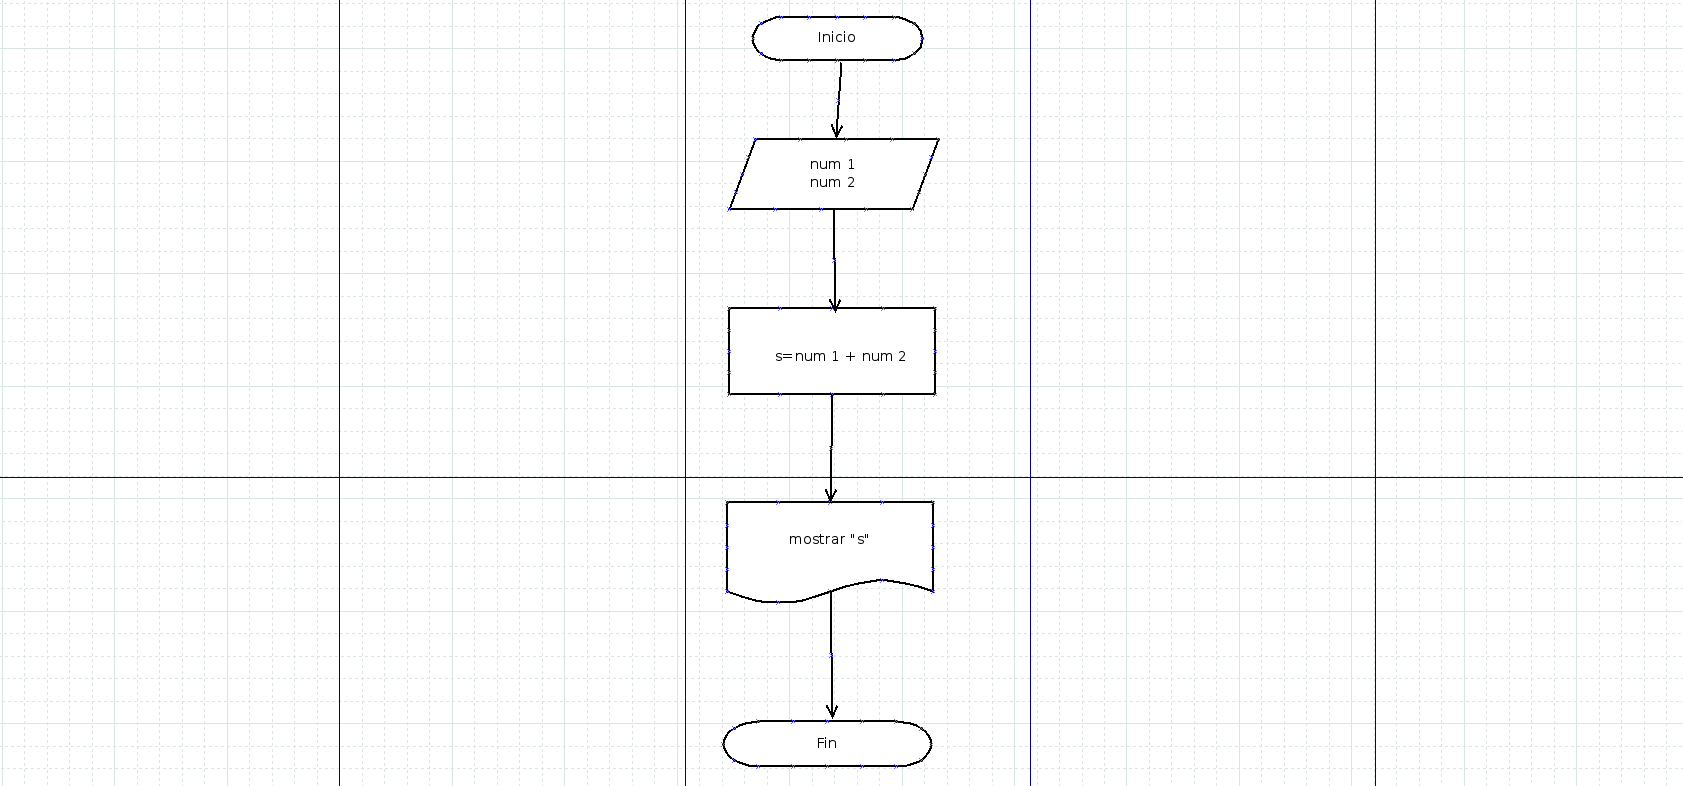 Inicio
num 1
num 2
s=num 1 + num 2
mostrar "s"
Fin